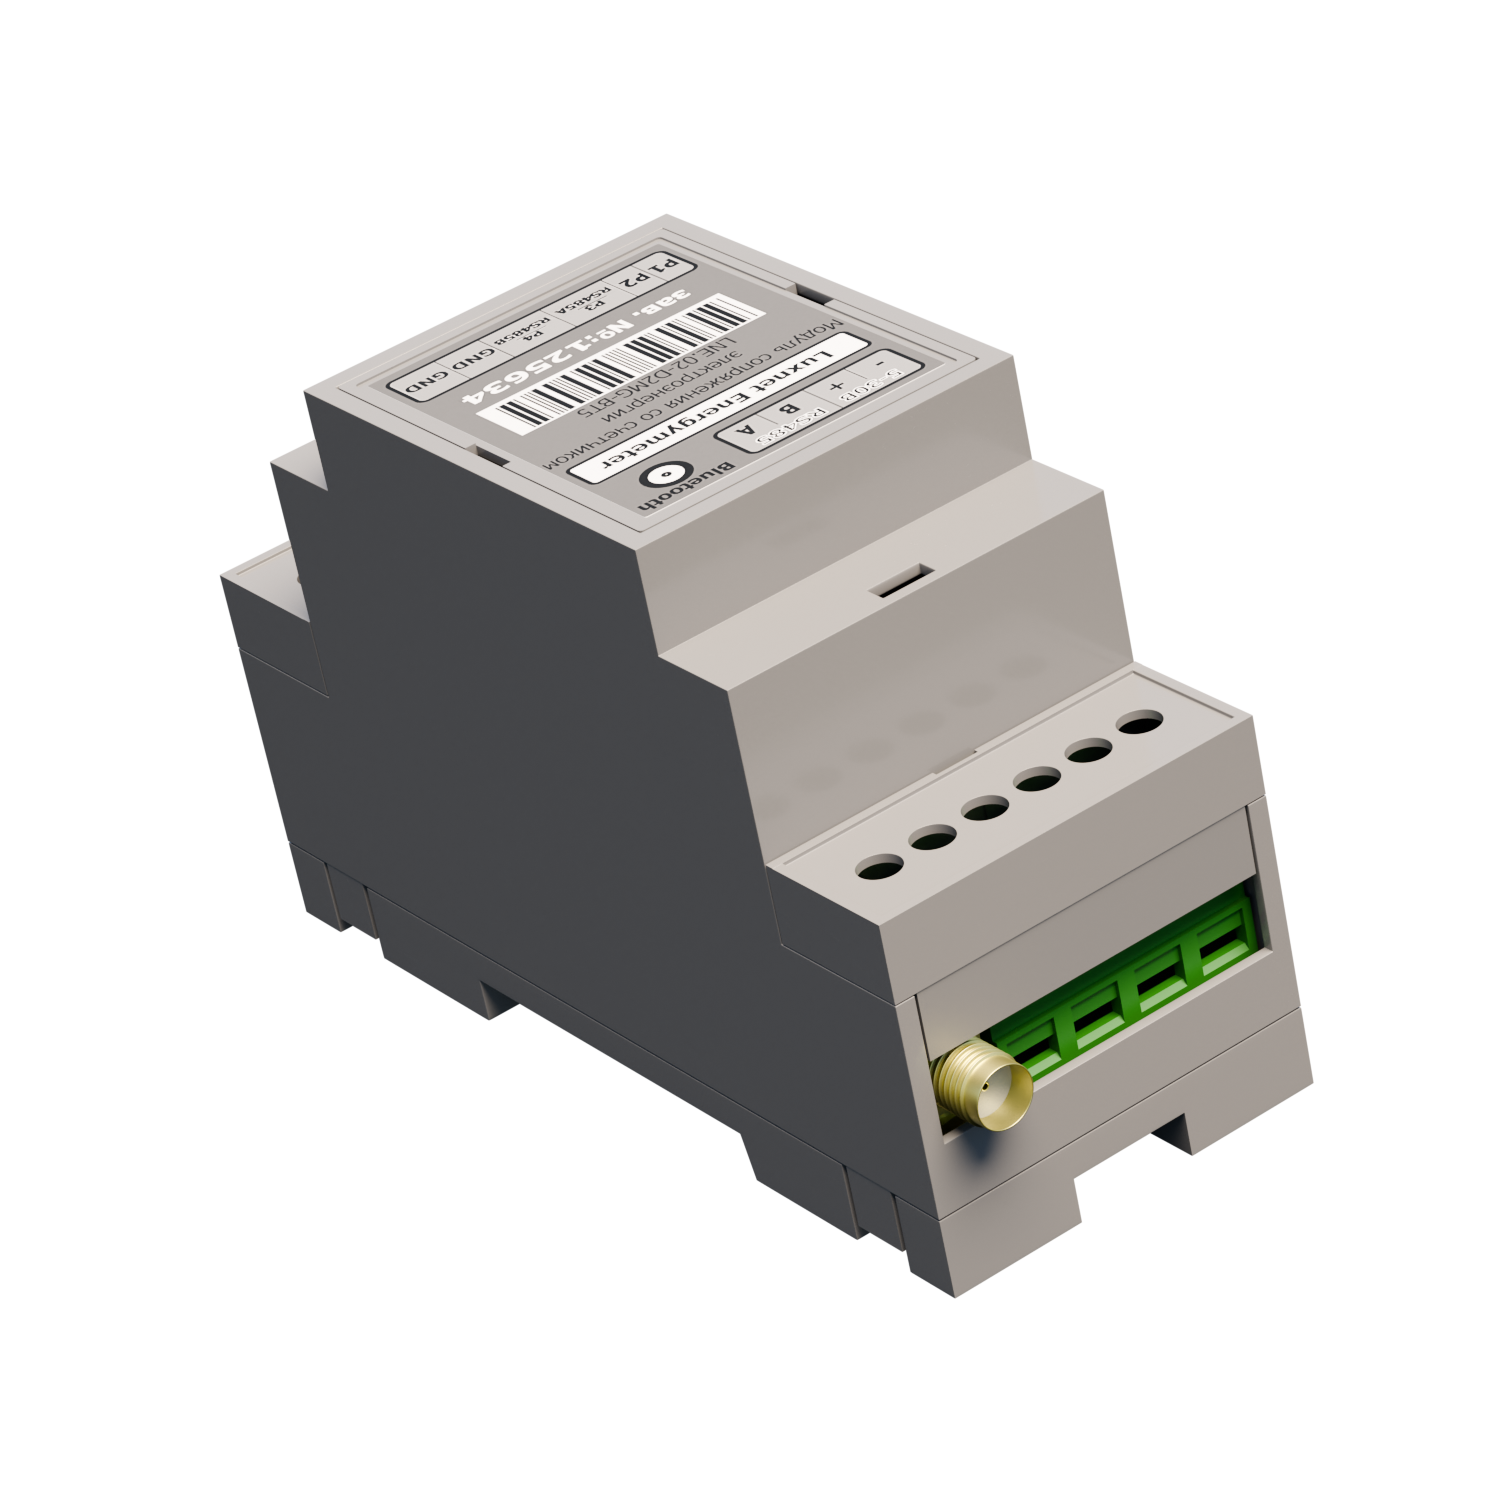 5-30В RS485
- + B A
Bluetooth
Luxnet Energymeter
Модуль сопряжения со счетчиком
электроэнергии
LNE.02-D2MG-BT5
зав. №:125634
P1 P2 P3 P4 GND GND
RS485A RS485B